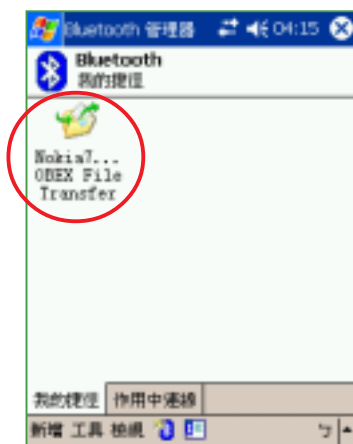 Bluetooth 管理器 04:15
Bluetooth
我的捷徑
Nokia7...
OBEX File
Transfer
我的捷徑 作用中連線
新增 工具 檢視 ㄅ